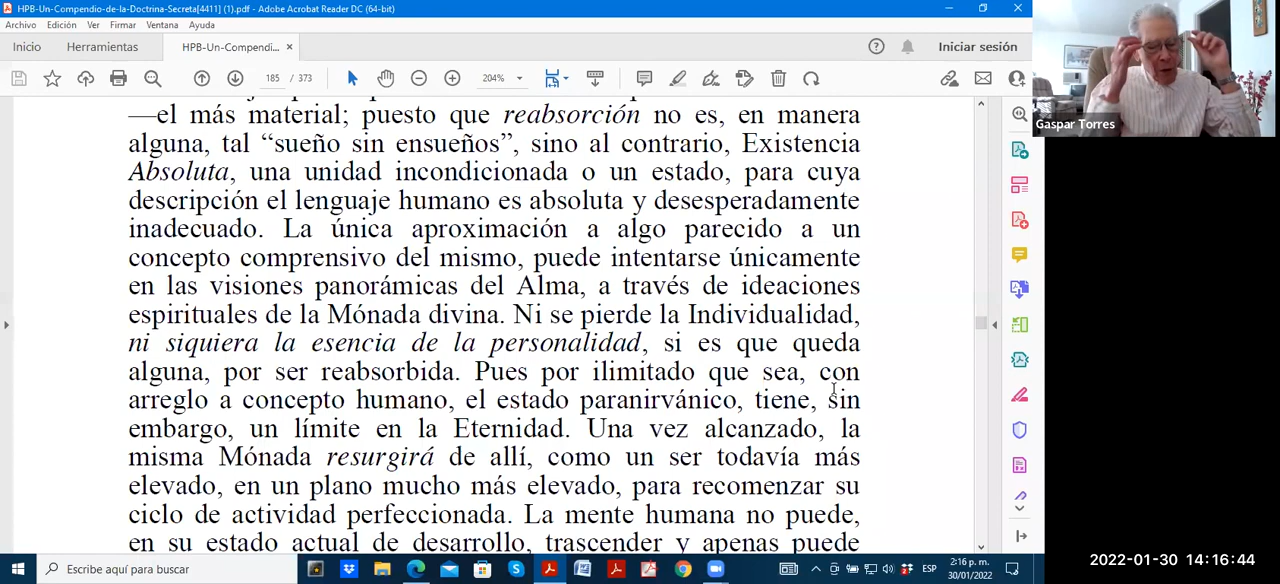 HPB-Un-Compendio-de-la-Doctrina-Secreta[4411] (1).pdf - Adobe Acrobat Reader DC (64-bit)
Archivo Edición Ver Firmar Ventana Ayuda
Inicio Herramientas HPB-Un-Compendi... × Iniciar sesión
185 / 373 204%
Gaspar Torres
—el más material; puesto que reabsorción no es, en manera
alguna, tal “sueño sin ensueños”, sino al contrario, Existencia
Absoluta, una unidad incondicionada o un estado, para cuya
descripción el lenguaje humano es absoluta y desesperadamente
inadecuado. La única aproximación a algo parecido a un
concepto comprensivo del mismo, puede intentarse únicamente
en las visiones panorámicas del Alma, a través de ideaciones
espirituales de la Mónada divina. Ni se pierde la Individualidad,
ni siquiera la esencia de la personalidad, si es que queda
alguna, por ser reabsorbida. Pues por ilimitado que sea, con
arreglo a concepto humano, el estado paranirvánico, tiene, sin
embargo, un límite en la Eternidad. Una vez alcanzado, la
misma Mónada resurgirá de allí, como un ser todavía más
elevado, en un plano mucho más elevado, para recomenzar su
ciclo de actividad perfeccionada. La mente humana no puede,
en su estado actual de desarrollo, trascender y apenas puede
Escribe aquí para buscar
ESP
2:16 p. m.
30/01/2022
2022-01-30 14:16:44